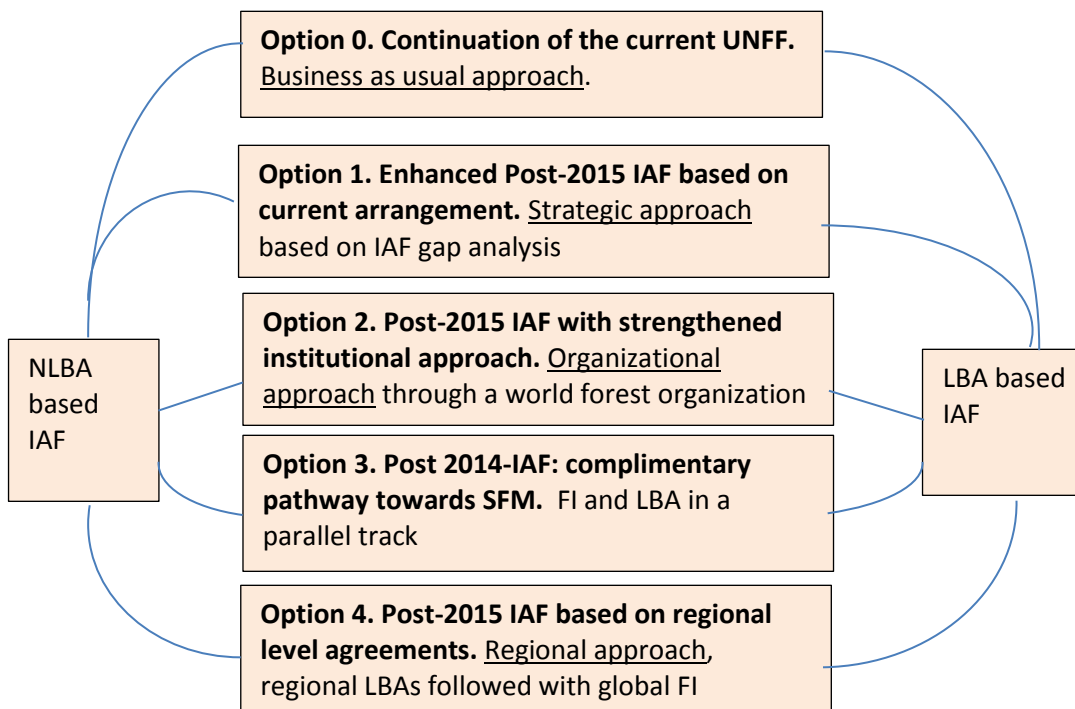 Option 0. Continuation of the current UNFF.
Business as usual approach.
Option 1. Enhanced Post-2015 IAF based on
current arrangement. Strategic approach
based on IAF gap analysis
Option 2. Post-2015 IAF with strengthened
institutional approach. Organizational
approach through a world forest organization
NLBA
based
IAF
LBA based
IAF
Option 3. Post 2014-IAF: complimentary
pathway towards SFM. FI and LBA in a
parallel track
Option 4. Post-2015 IAF based on regional
level agreements. Regional approach,
regional LBAs followed with global FI